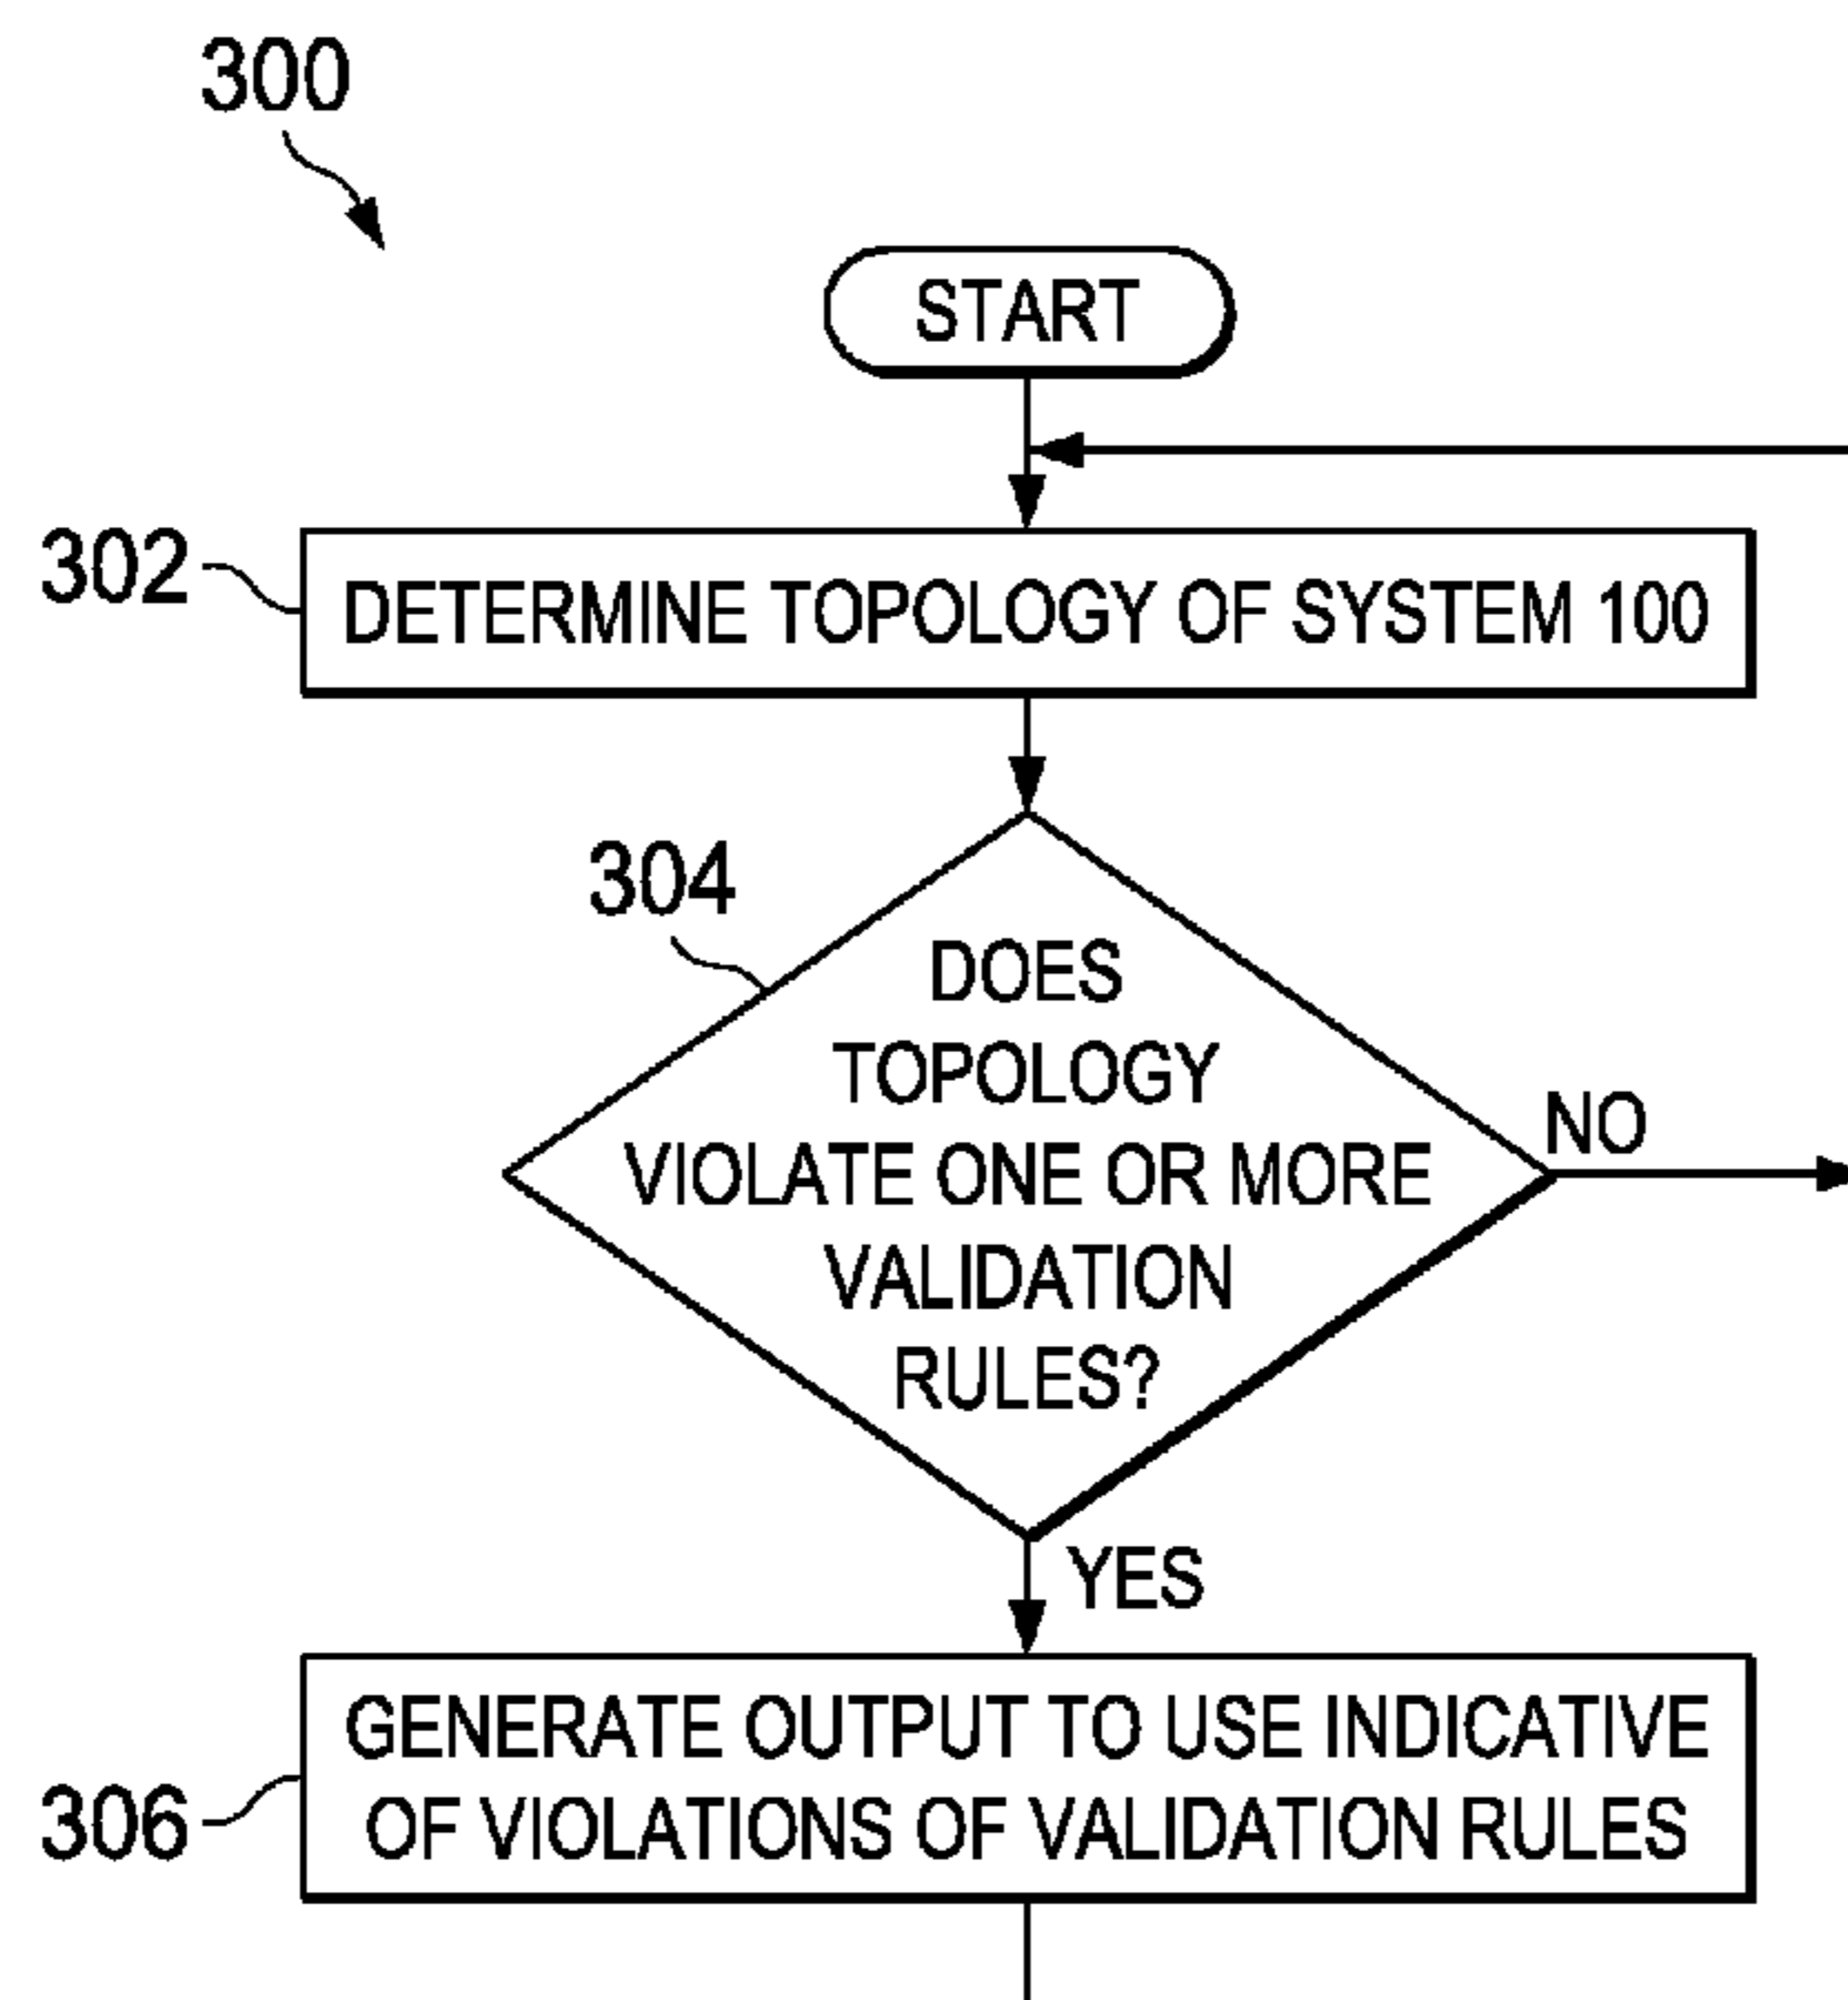 300
START
302
DETERMINE TOPOLOGY OF SYSTEM 100
304
DOES
TOPOLOGY
VIOLATE ONE OR MORE
VALIDATION
RULES?
NO
YES
306
GENERATE OUTPUT TO USE INDICATIVE
OF VIOLATIONS OF VALIDATION RULES